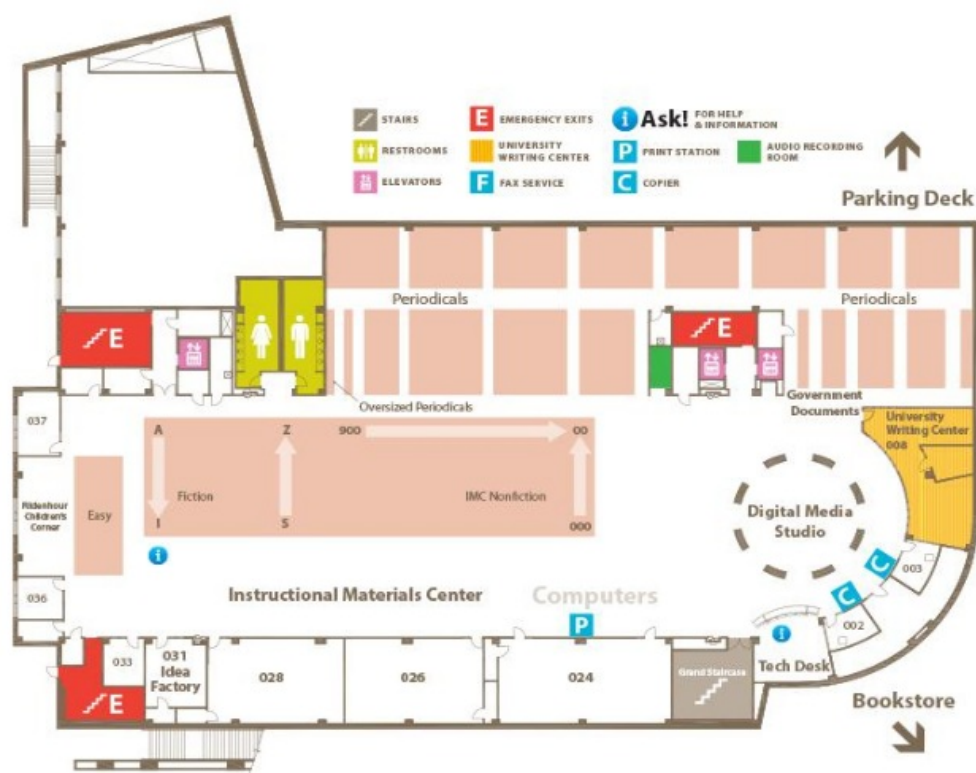 STAIRS
E EMERGENCY EXITS
i Ask! FOR HELP
& INFORMATION
RESTROOMS
UNIVERSITY
WRITING CENTER
P PRINT STATION
AUDIO RECORDING
ROOM
ELEVATORS
F FAX SERVICE
C COPIER
Parking Deck
Periodicals
Periodicals
E
E
Oversized Periodicals
Government
Documents
037
A
Z
900
00
University
Writing Center
008
Ridenhour
Children's
Corner
Easy
Fiction
IMC Nonfiction
Digital Media
Studio
I
S
000
i
C
003
036
Instructional Materials Center
Computers
C
P
002
i
033
031
Idea
Factory
028
026
024
Grand Staircase
Tech Desk
E
Bookstore